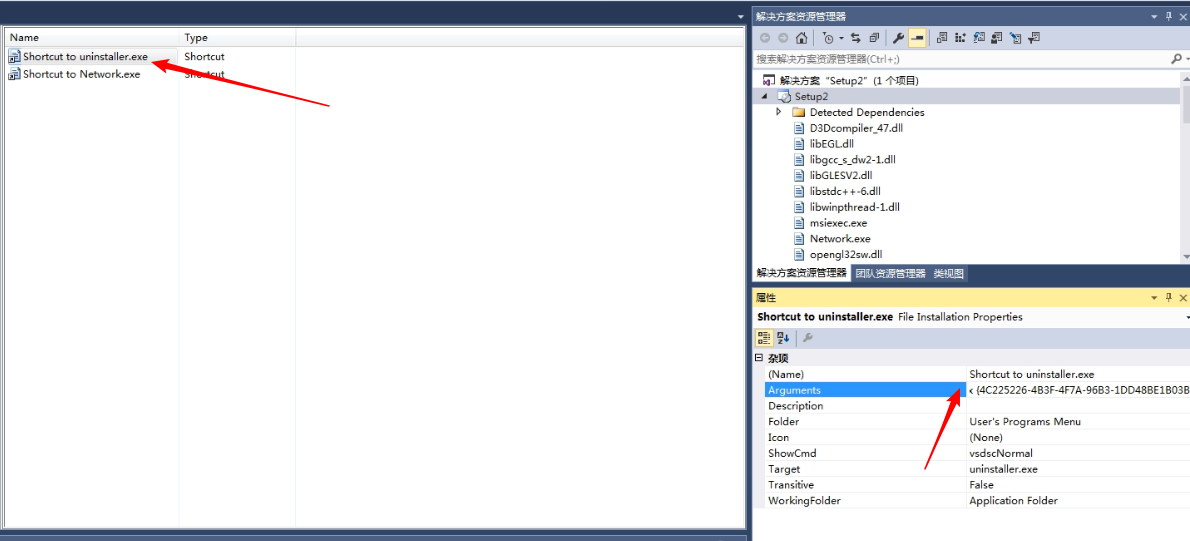 Name Type
Shortcut to uninstaller.exe Shortcut
Shortcut to Network.exe Shortcut
解决方案资源管理器
搜索解决方案资源管理器(Ctrl+;)
解决方案 "Setup2" (1 个项目)
Setup2
Detected Dependencies
D3Dcompiler_47.dll
libEGL.dll
libgcc_s_dw2-1.dll
libGLESV2.dll
libstdc++-6.dll
libwinpthread-1.dll
msiexec.exe
Network.exe
opengl32sw.dll
解决方案资源管理器 团队资源管理器 类视图
属性
Shortcut to uninstaller.exe File Installation Properties
杂项
(Name) Shortcut to uninstaller.exe
Arguments {4C225226-4B3F-4F7A-96B3-1DD48BE1B03B
Description
Folder User's Programs Menu
Icon (None)
ShowCmd vsdscNormal
Target uninstaller.exe
Transitive False
WorkingFolder Application Folder